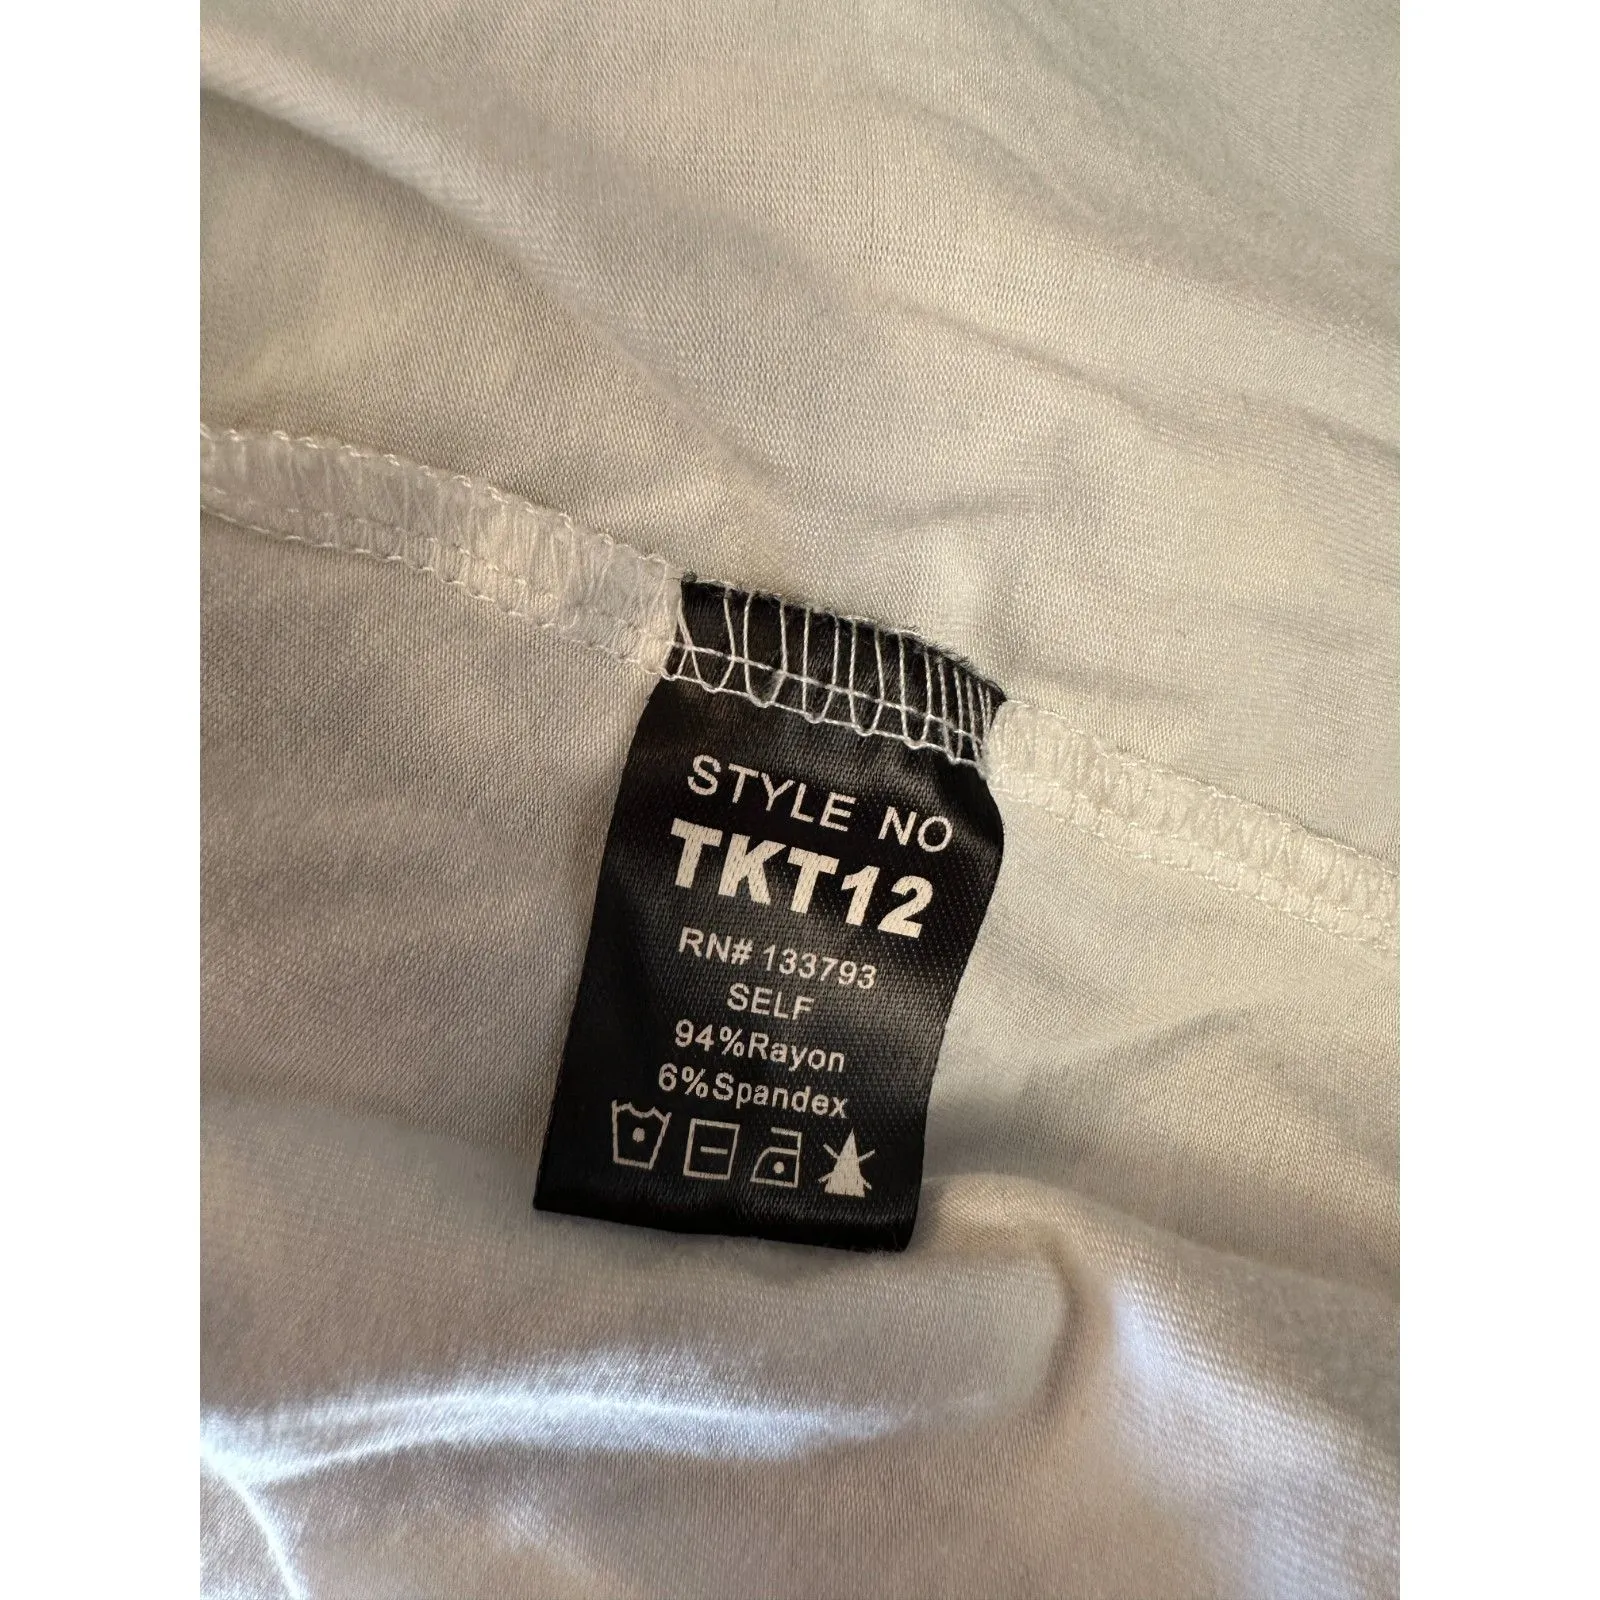 STYLE NO
TKT12
RN# 133793
SELF
94%Rayon
6%Spandex